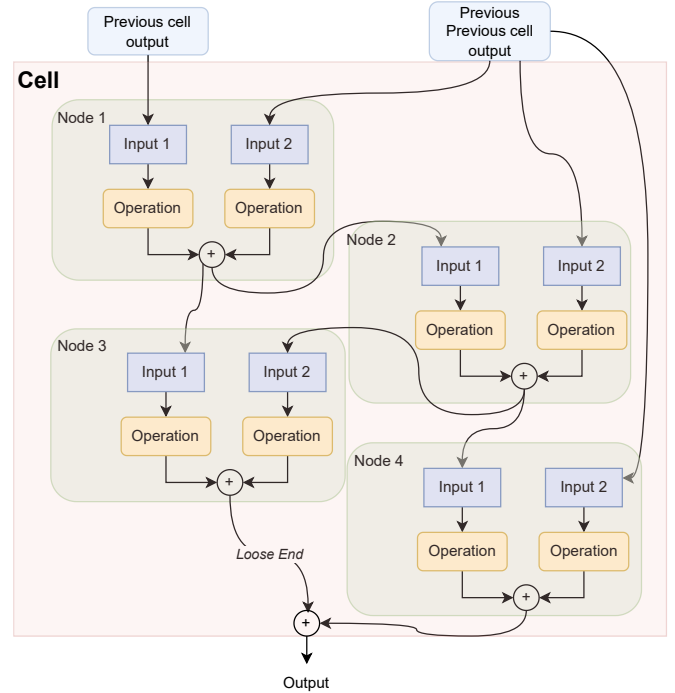 Previous cell
output
Previous
Previous cell
output
Cell
Node 1
Input 1
Input 2
Operation
Operation
+
Node 2
Input 1
Input 2
Operation
Operation
+
Node 3
Input 1
Input 2
Operation
Operation
+
Node 4
Input 1
Input 2
Operation
Operation
+
Loose End
+
Output